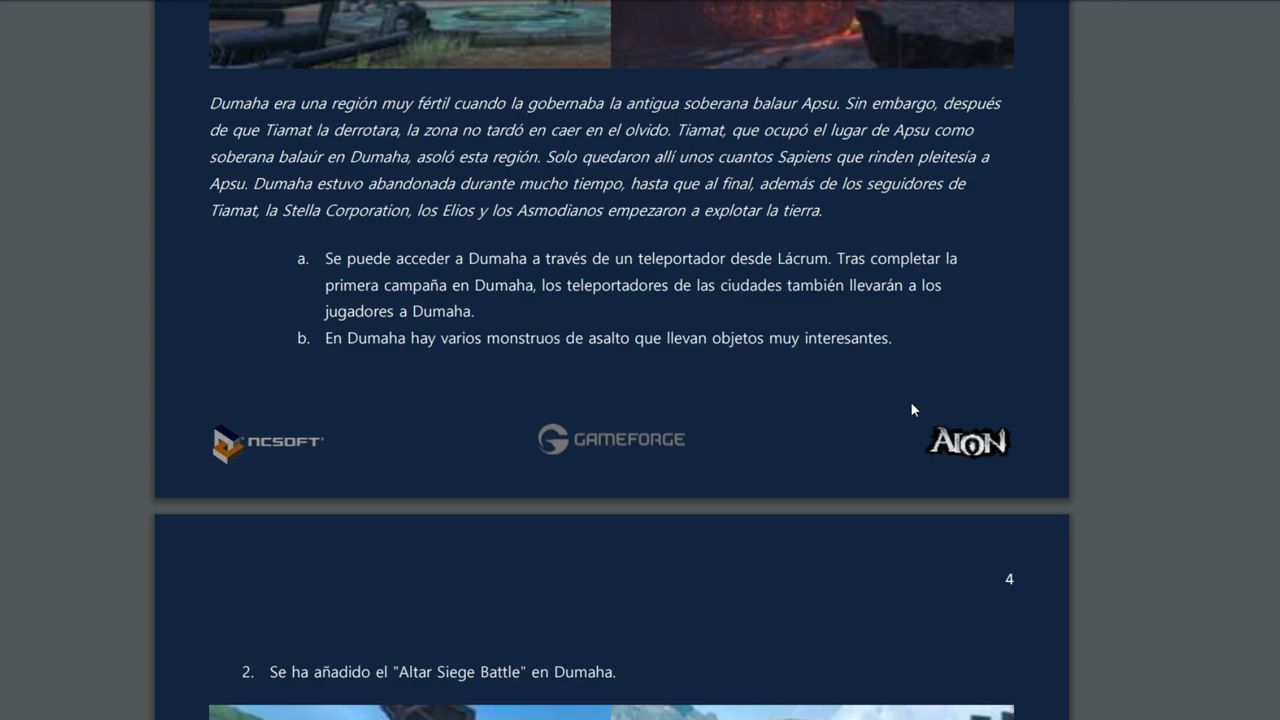 Dumaha era una región muy fértil cuando la gobernaba la antigua soberana balaur Apsu. Sin embargo, después
de que Tiamat la derrotara, la zona no tardó en caer en el olvido. Tiamat, que ocupó el lugar de Apsu como
soberana balaúr en Dumaha, asoló esta región. Solo quedaron allí unos cuantos Sapiens que rinden pleitesía a
Apsu. Dumaha estuvo abandonada durante mucho tiempo, hasta que al final, además de los seguidores de
Tiamat, la Stella Corporation, los Elios y los Asmodianos empezaron a explotar la tierra.
a. Se puede acceder a Dumaha a través de un teleportador desde Lácrum. Tras completar la
primera campaña en Dumaha, los teleportadores de las ciudades también llevarán a los
jugadores a Dumaha.
b. En Dumaha hay varios monstruos de asalto que llevan objetos muy interesantes.
NCSOFT GAMEFORGE AION
4
2. Se ha añadido el "Altar Siege Battle" en Dumaha.